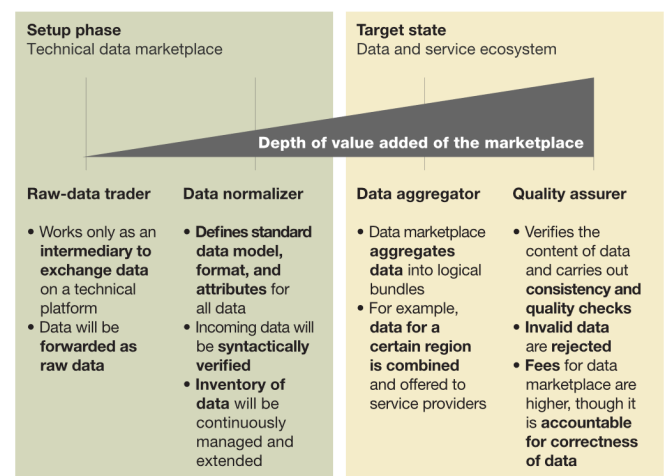 Setup phase
Technical data marketplace
Target state
Data and service ecosystem
Depth of value added of the marketplace
Raw-data trader
• Works only as an
intermediary to
exchange data
on a technical
platform
• Data will be
forwarded as
raw data
Data normalizer
• Defines standard
data model,
format, and
attributes for
all data
• Incoming data will
be syntactically
verified
• Inventory of
data will be
continuously
managed and
extended
Data aggregator
• Data marketplace
aggregates
data into logical
bundles
• For example,
data for a
certain region
is combined
and offered to
service providers
Quality assurer
• Verifies the
content of data
and carries out
consistency and
quality checks
• Invalid data
are rejected
• Fees for data
marketplace are
higher, though it
is accountable
for correctness
of data